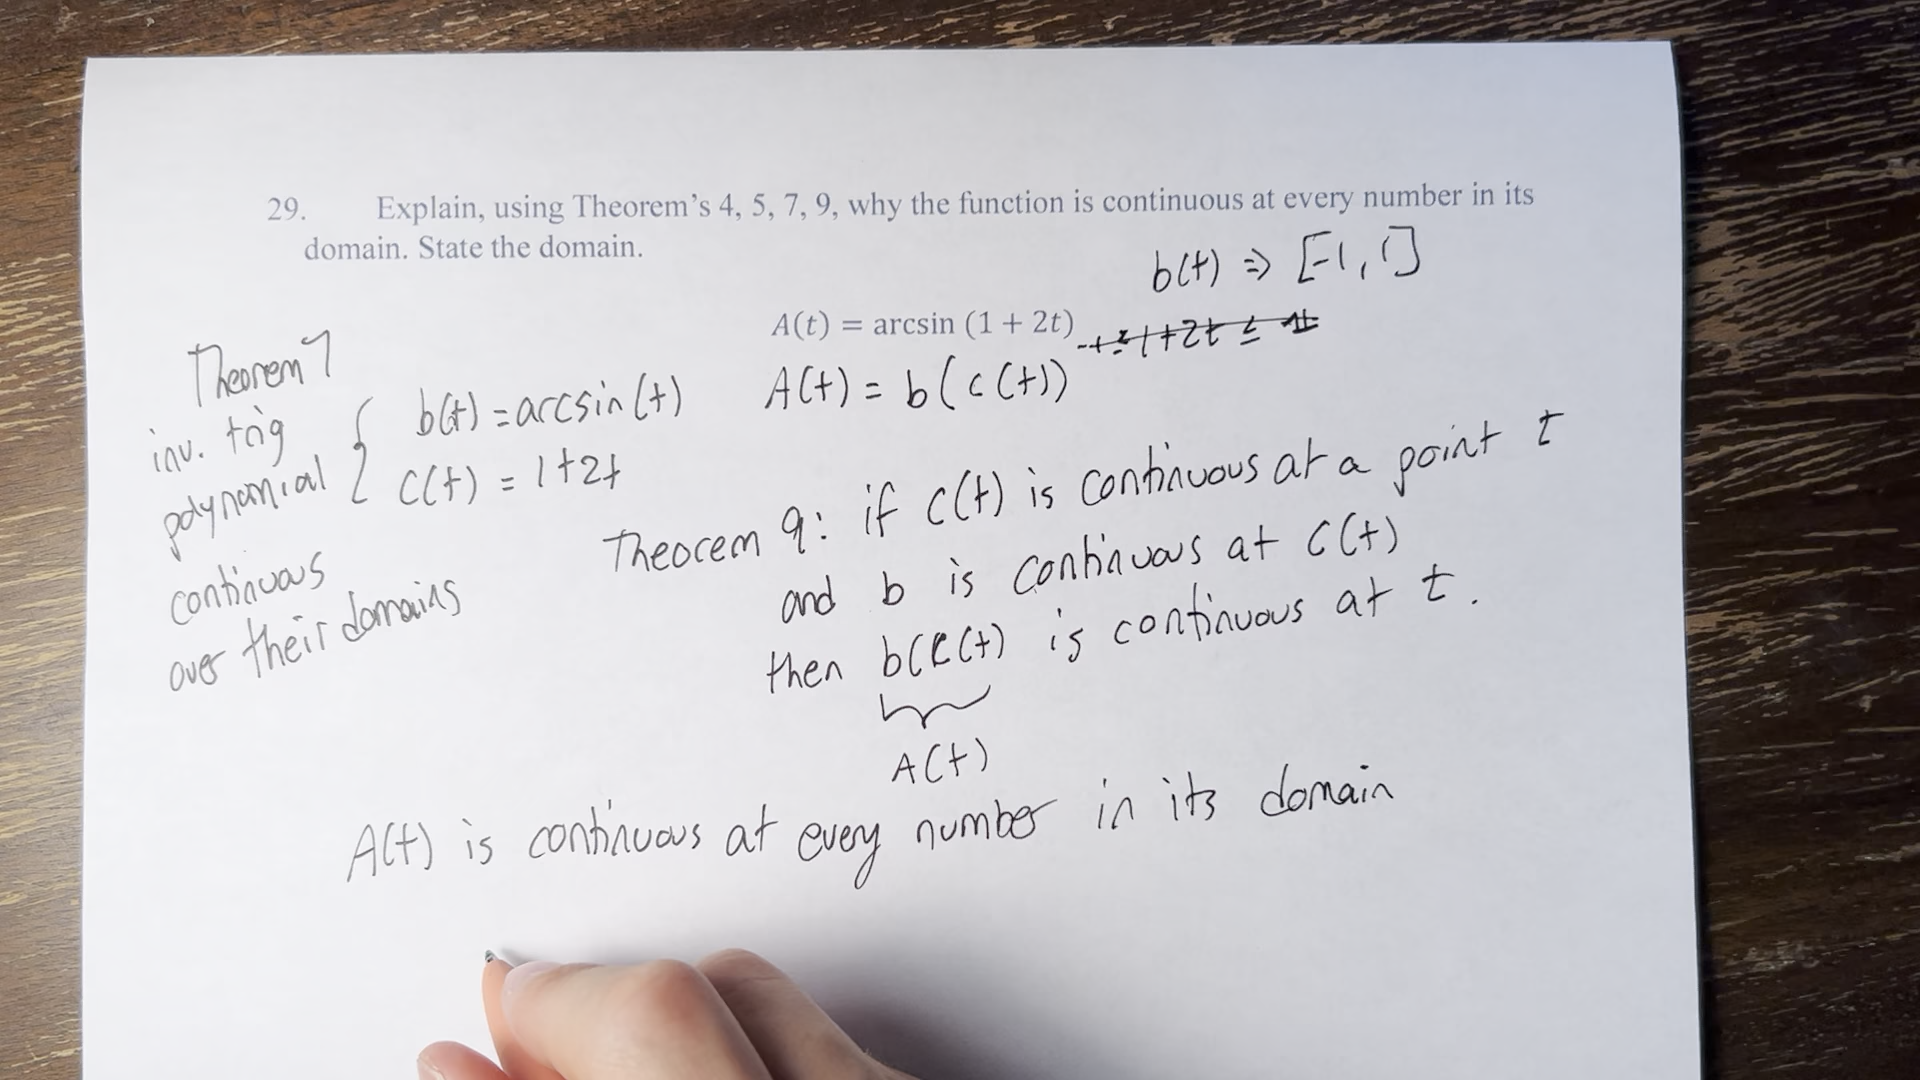 29. Explain, using Theorem's 4, 5, 7, 9, why the function is continuous at every number in its
domain. State the domain.
b(t) => [-1, 1]
A(t) = arcsin (1 + 2t)
A(t) = b(c(t))
Theorem 7
inv. trig
polynomial
b(t) = arcsin(t)
c(t) = 1+2t
continuous
over their domains
Theorem 9: if c(t) is continuous at a point t
and b is continuous at c(t)
then b(c(t) is continuous at t.
A(t)
A(t) is continuous at every number in its domain